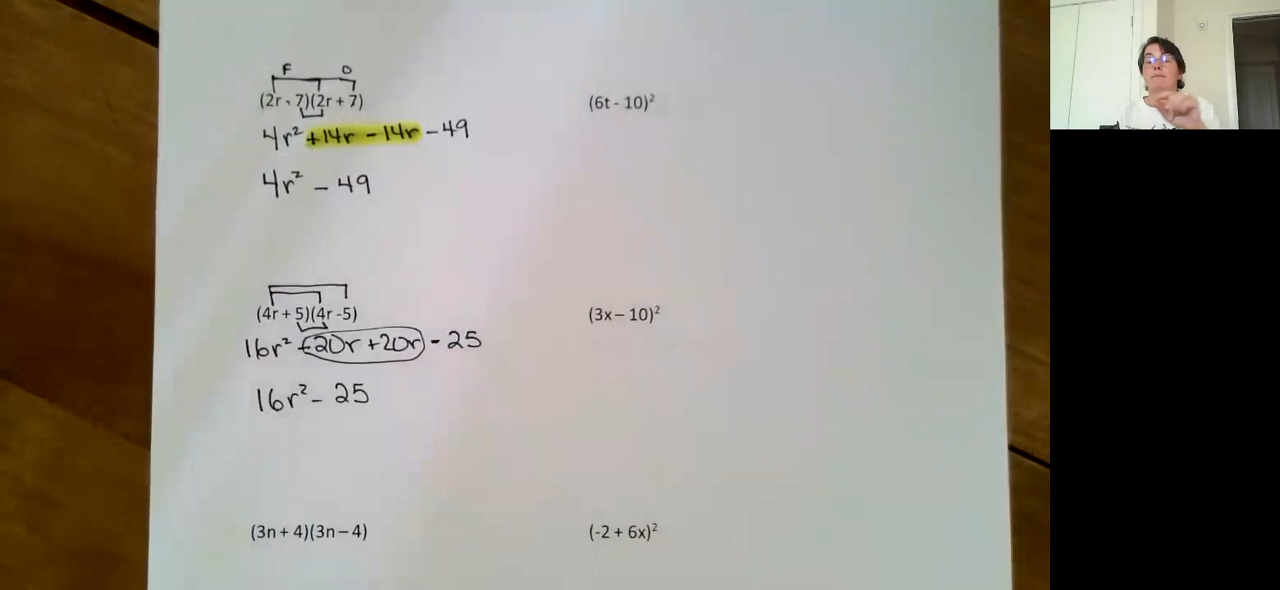 F O
(2r - 7)(2r + 7)
4r² +14r - 14r - 49
4r² - 49
(4r + 5)(4r -5)
16r² -20r +20r - 25
16r² - 25
(3n + 4)(3n – 4)
(6t - 10)²
(3x – 10)²
(-2 + 6x)²